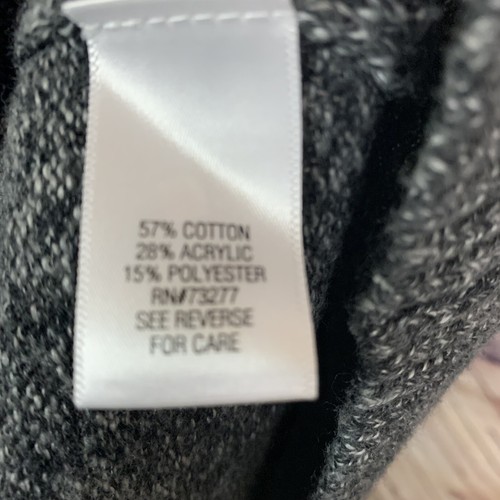 57% COTTON
28% ACRYLIC
15% POLYESTER
RN#73277
SEE REVERSE
FOR CARE